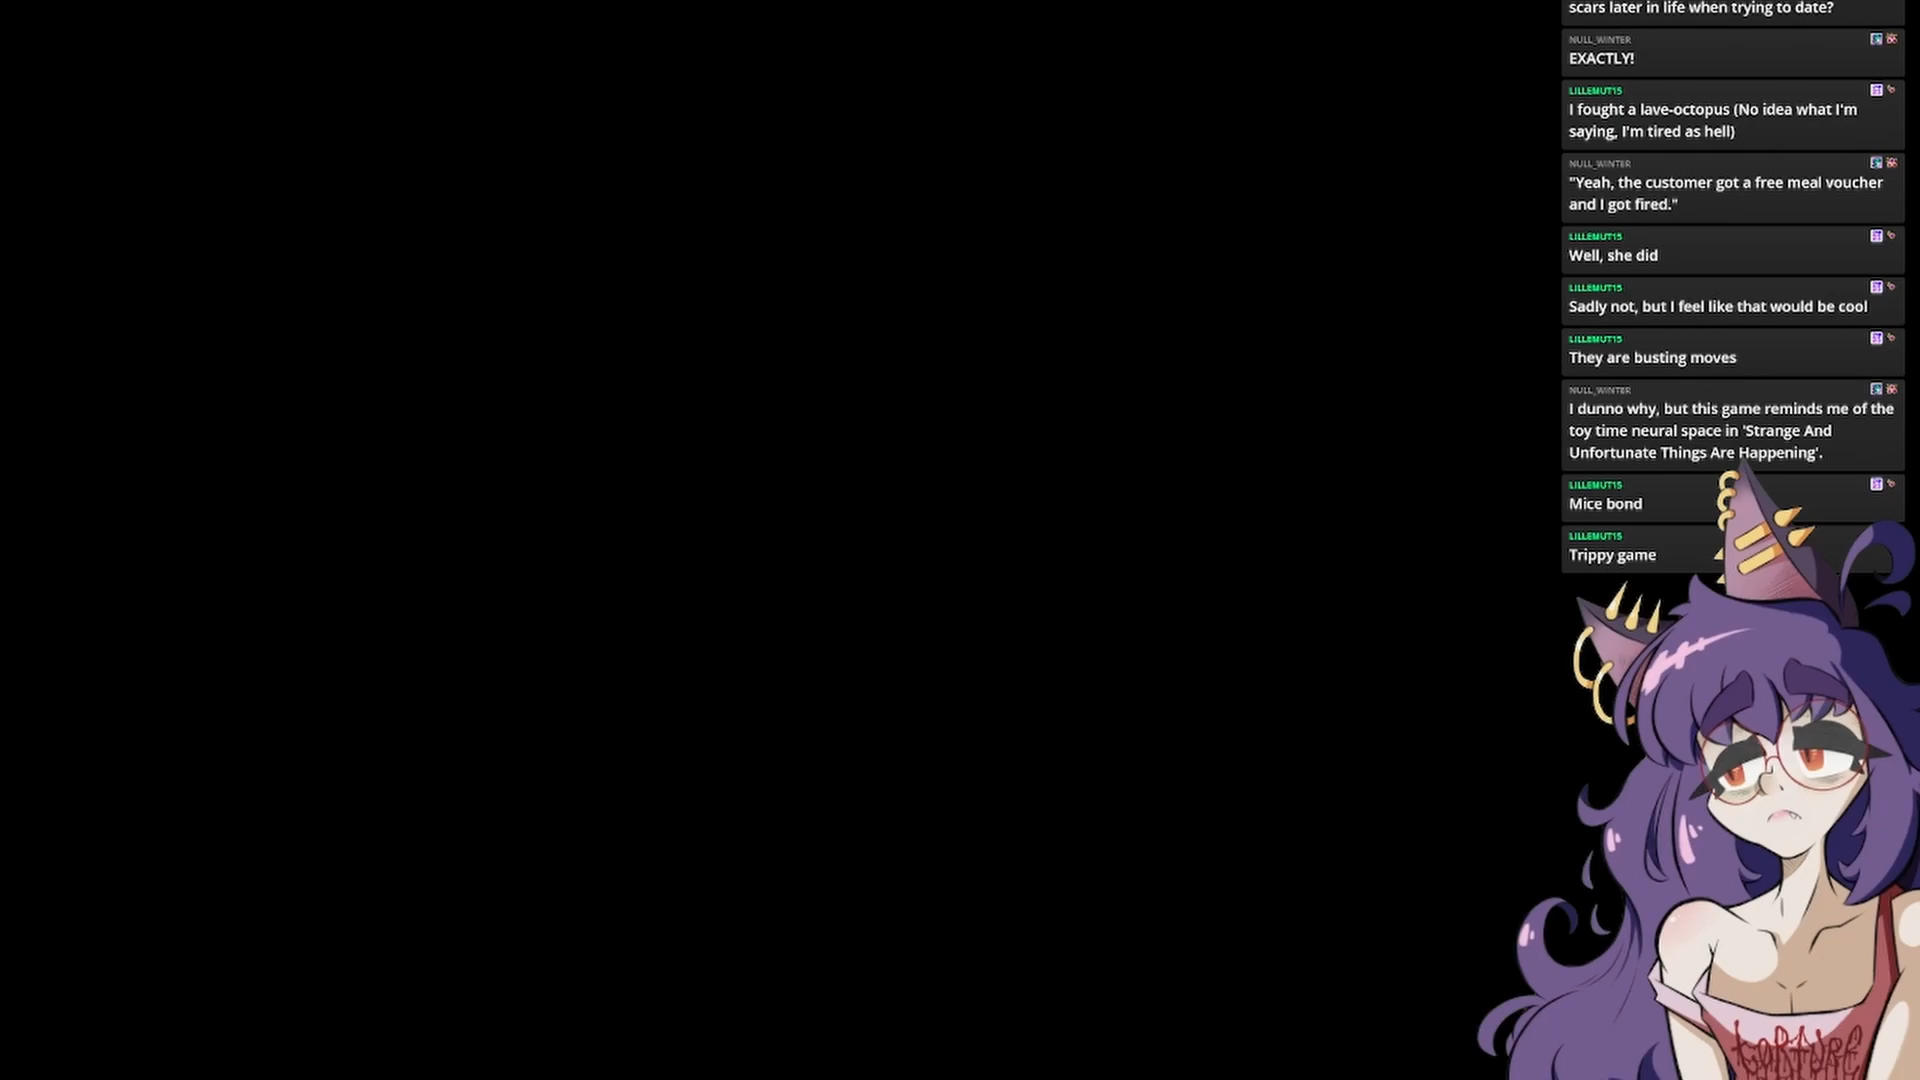 scars later in life when trying to date?
NULL_WINTER
EXACTLY!
LILLEMUT15
I fought a lave-octopus (No idea what I'm
saying, I'm tired as hell)
NULL_WINTER
"Yeah, the customer got a free meal voucher
and I got fired."
LILLEMUT15
Well, she did
LILLEMUT15
Sadly not, but I feel like that would be cool
LILLEMUT15
They are busting moves
NULL_WINTER
I dunno why, but this game reminds me of the
toy time neural space in 'Strange And
Unfortunate Things Are Happening'.
LILLEMUT15
Mice bond
LILLEMUT15
Trippy game